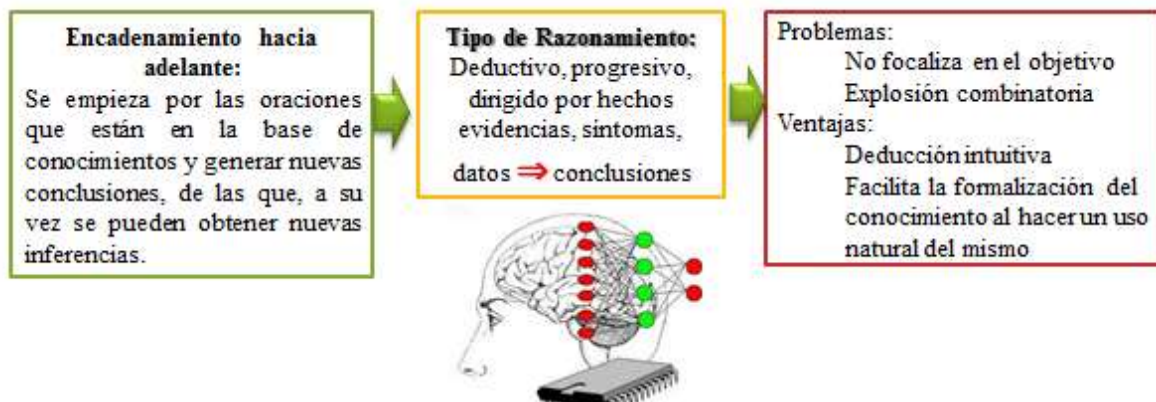 Encadenamiento hacia
adelante:
Se empieza por las oraciones
que están en la base de
conocimientos y generar nuevas
conclusiones, de las que, a su
vez se pueden obtener nuevas
inferencias.
Tipo de Razonamiento:
Deductivo, progresivo,
dirigido por hechos
evidencias, síntomas,
datos ⇒ conclusiones
Problemas:
No focaliza en el objetivo
Explosión combinatoria
Ventajas:
Deducción intuitiva
Facilita la formalización del
conocimiento al hacer un uso
natural del mismo